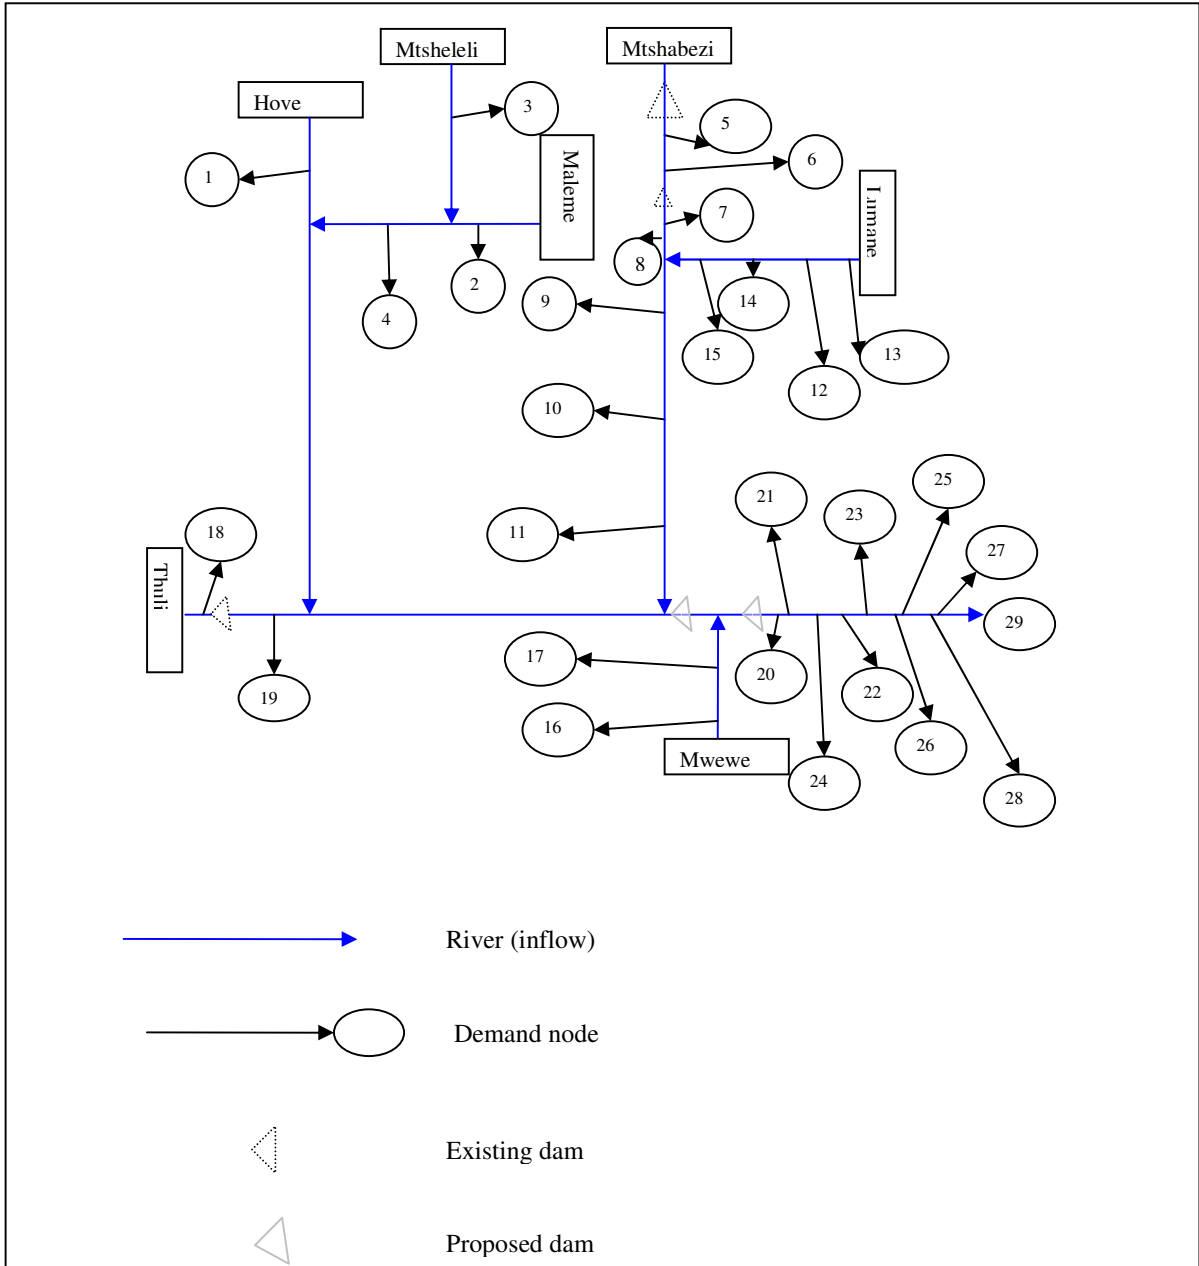 Mtsheleli
Mtshabezi
Hove
3
5
Maleme
6
1
Lumane
7
8
2
9
14
4
15
13
12
10
25
21
23
18
11
27
Thuli
29
17
20
19
22
16
26
Mwewe
24
28
River (inflow)
Demand node
Existing dam
Proposed dam